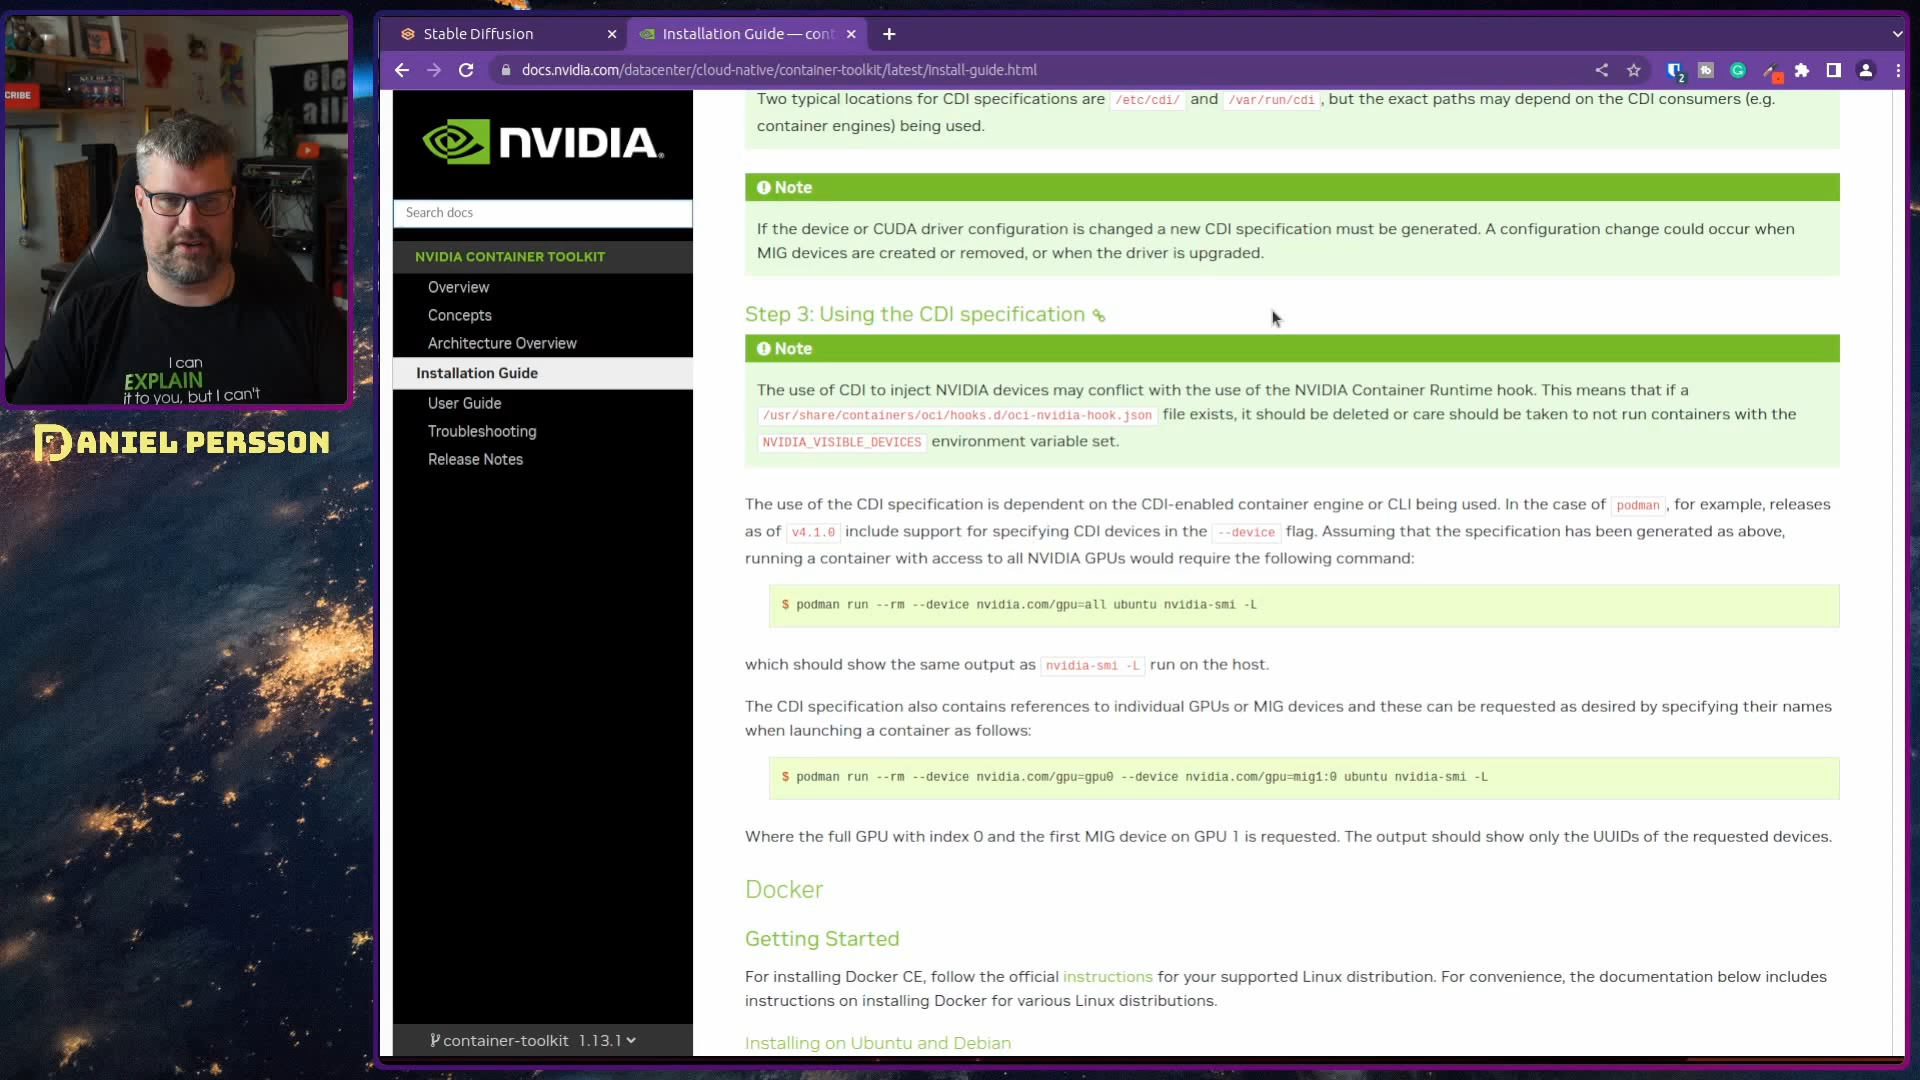 Stable Diffusion
Installation Guide — cont
docs.nvidia.com/datacenter/cloud-native/container-toolkit/latest/install-guide.html
2
CRIBE
ele
all
I can
EXPLAIN
it to you, but I can't
DANIEL PERSSON
NVIDIA.
Search docs
NVIDIA CONTAINER TOOLKIT
Overview
Concepts
Architecture Overview
Installation Guide
User Guide
Troubleshooting
Release Notes
container-toolkit 1.13.1
Two typical locations for CDI specifications are /etc/cdi/ and /var/run/cdi, but the exact paths may depend on the CDI consumers (e.g.
container engines) being used.
Note
If the device or CUDA driver configuration is changed a new CDI specification must be generated. A configuration change could occur when
MIG devices are created or removed, or when the driver is upgraded.
Step 3: Using the CDI specification
Note
The use of CDI to inject NVIDIA devices may conflict with the use of the NVIDIA Container Runtime hook. This means that if a
/usr/share/containers/oci/hooks.d/oci-nvidia-hook.json file exists, it should be deleted or care should be taken to not run containers with the
NVIDIA_VISIBLE_DEVICES environment variable set.
The use of the CDI specification is dependent on the CDI-enabled container engine or CLI being used. In the case of podman, for example, releases
as of v4.1.0 include support for specifying CDI devices in the --device flag. Assuming that the specification has been generated as above,
running a container with access to all NVIDIA GPUs would require the following command:
$ podman run --rm --device nvidia.com/gpu=all ubuntu nvidia-smi -L
which should show the same output as nvidia-smi -L run on the host.
The CDI specification also contains references to individual GPUs or MIG devices and these can be requested as desired by specifying their names
when launching a container as follows:
$ podman run --rm --device nvidia.com/gpu=gpu0 --device nvidia.com/gpu=mig1:0 ubuntu nvidia-smi -L
Where the full GPU with index 0 and the first MIG device on GPU 1 is requested. The output should show only the UUIDs of the requested devices.
Docker
Getting Started
For installing Docker CE, follow the official instructions for your supported Linux distribution. For convenience, the documentation below includes
instructions on installing Docker for various Linux distributions.
Installing on Ubuntu and Debian